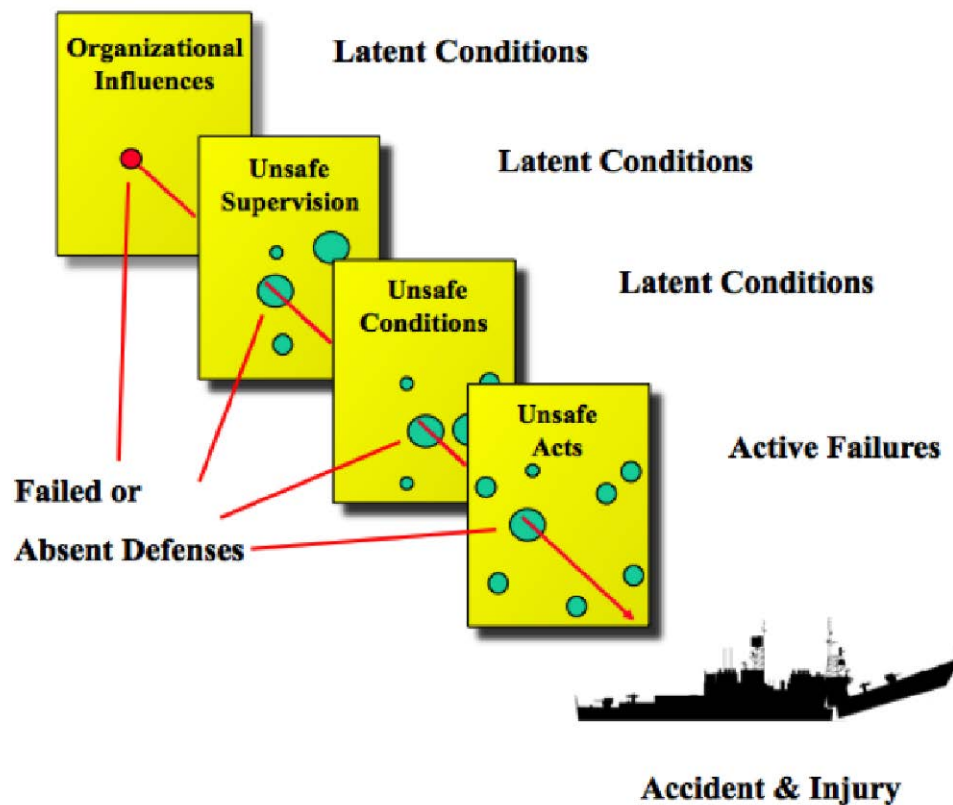 Organizational
Influences
Latent Conditions
Unsafe
Supervision
Latent Conditions
Unsafe
Conditions
Latent Conditions
Unsafe
Acts
Active Failures
Failed or
Absent Defenses
Accident & Injury